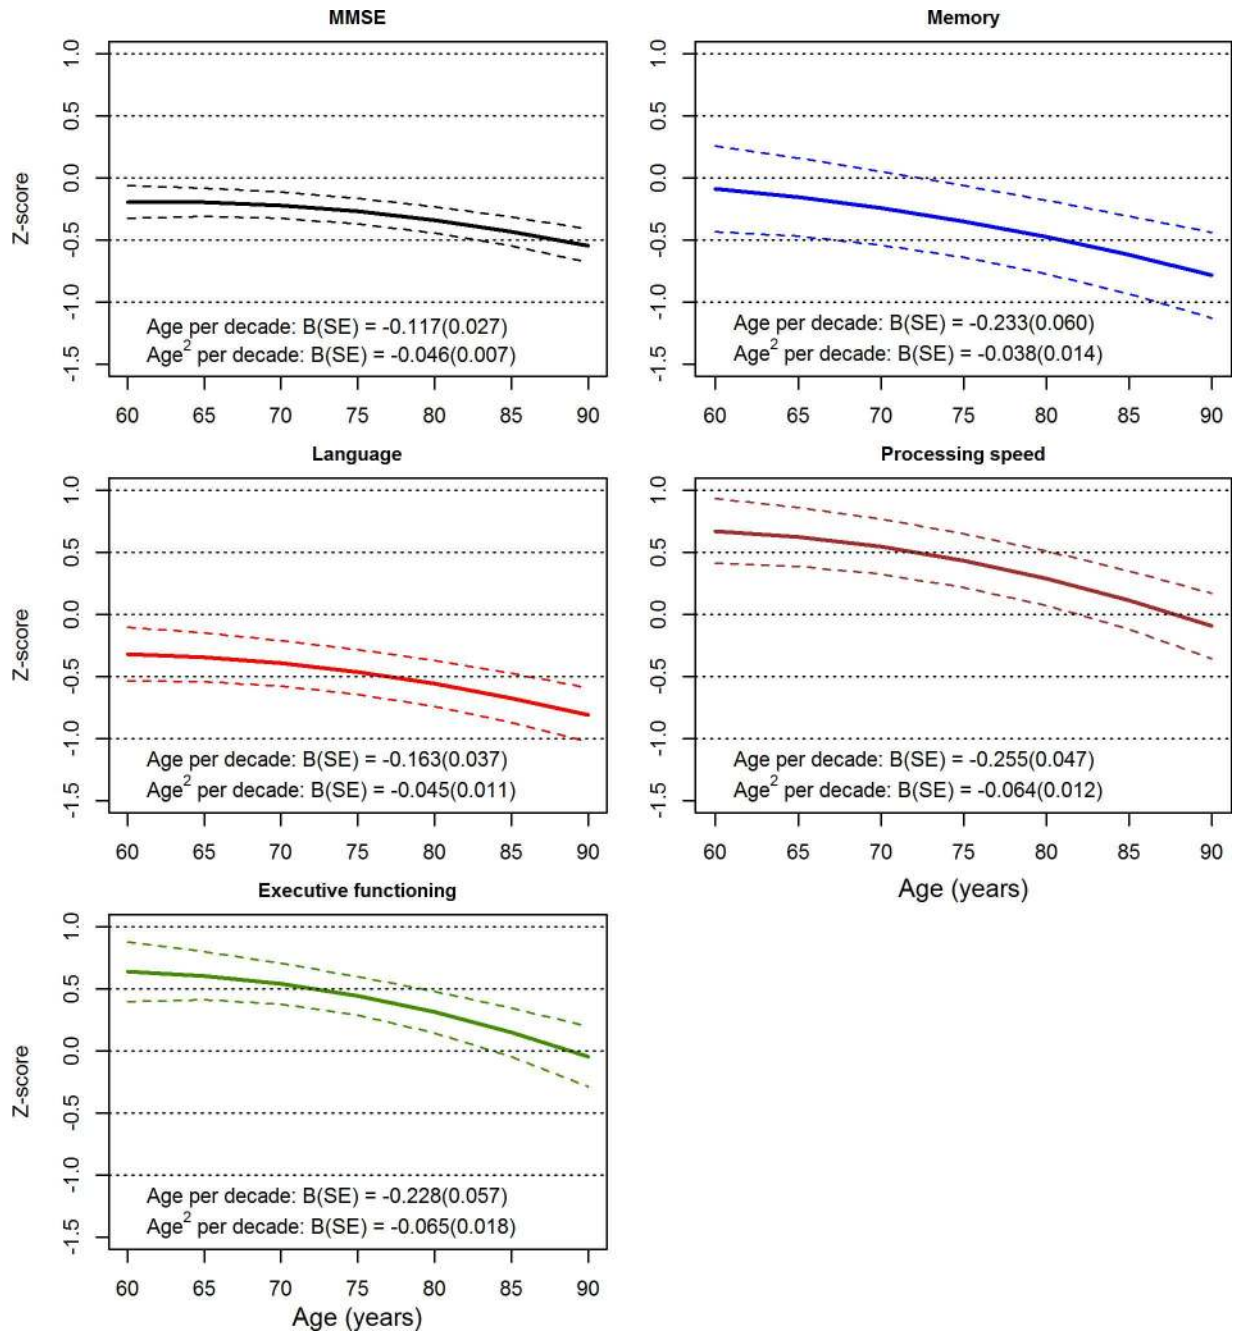 MMSE
1.0
0.5
0.0
-0.5
-1.0
-1.5
Z-score
Age per decade: B(SE) = -0.117(0.027)
Age² per decade: B(SE) = -0.046(0.007)
60 65 70 75 80 85 90
Memory
1.0
0.5
0.0
-0.5
-1.0
-1.5
Age per decade: B(SE) = -0.233(0.060)
Age² per decade: B(SE) = -0.038(0.014)
60 65 70 75 80 85 90
Language
1.0
0.5
0.0
-0.5
-1.0
-1.5
Z-score
Age per decade: B(SE) = -0.163(0.037)
Age² per decade: B(SE) = -0.045(0.011)
60 65 70 75 80 85 90
Processing speed
1.0
0.5
0.0
-0.5
-1.0
-1.5
Age per decade: B(SE) = -0.255(0.047)
Age² per decade: B(SE) = -0.064(0.012)
60 65 70 75 80 85 90
Age (years)
Executive functioning
1.0
0.5
0.0
-0.5
-1.0
-1.5
Z-score
Age per decade: B(SE) = -0.228(0.057)
Age² per decade: B(SE) = -0.065(0.018)
60 65 70 75 80 85 90
Age (years)